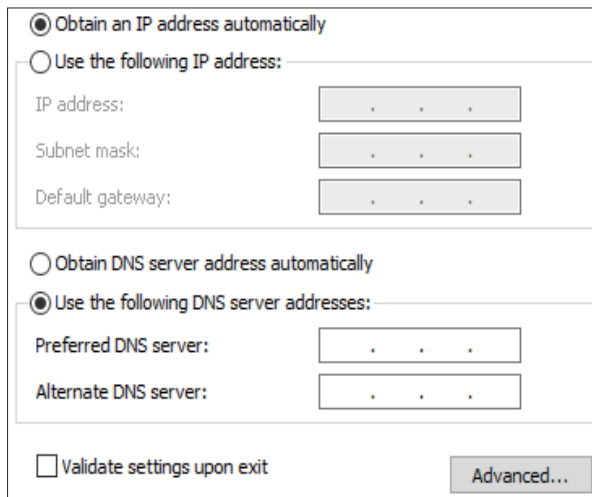 Obtain an IP address automatically
Use the following IP address:
IP address: . . .
Subnet mask: . . .
Default gateway: . . .
Obtain DNS server address automatically
Use the following DNS server addresses:
Preferred DNS server: . . .
Alternate DNS server: . . .
Validate settings upon exit
Advanced...